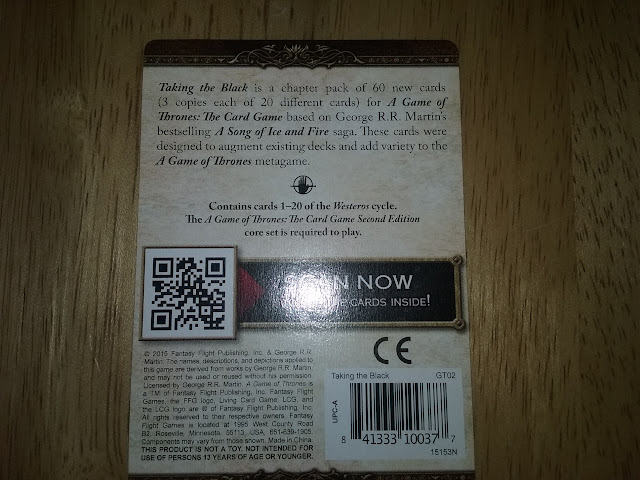 Taking the Black is a chapter pack of 60 new cards
(3 copies each of 20 different cards) for A Game of
Thrones: The Card Game based on George R.R. Martin's
bestselling A Song of Ice and Fire saga. These cards were
designed to augment existing decks and add variety to the
A Game of Thrones metagame.
Contains cards 1–20 of the Westeros cycle.
The A Game of Thrones: The Card Game Second Edition
core set is required to play.
NOW
CARDS INSIDE!
© 2015 Fantasy Flight Publishing, Inc. & George R.R.
Martin. The names, descriptions, and depictions applied to
this game are derived from works by George R.R. Martin,
and may not be used or reused without his permission.
Licensed by George R.R. Martin. A Game of Thrones is
a TM of Fantasy Flight Publishing, Inc. Fantasy Flight
Games, the FFG logo, Living Card Game, LCG, and
the LCG logo are ® of Fantasy Flight Publishing, Inc.
All rights reserved to their respective owners. Fantasy
Flight Games is located at 1995 West County Road
B2, Roseville, Minnesota, 55113, USA, 651-639-1905.
Components may vary from those shown. Made in China.
THIS PRODUCT IS NOT A TOY. NOT INTENDED FOR
USE OF PERSONS 13 YEARS OF AGE OR YOUNGER.
CE
Taking the Black GT02
UPC-A
8 41333 10037 7
15153N